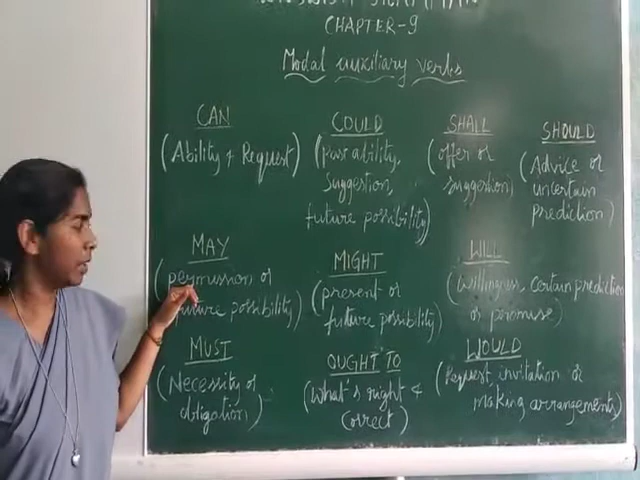 CHAPTER-9
Modal auxiliary verbs
CAN
(Ability & Request)
COULD
(Past ability,
suggestion,
future possibility)
SHALL
(offer or
suggestion)
SHOULD
(Advice or
uncertain
prediction)
MAY
(permission or
future possibility)
MIGHT
(present or
future possibility)
WILL
(willingness, certain prediction
or promise)
MUST
(Necessity or
obligation)
OUGHT TO
(what's right &
correct)
WOULD
(Request, invitation or
making arrangements)